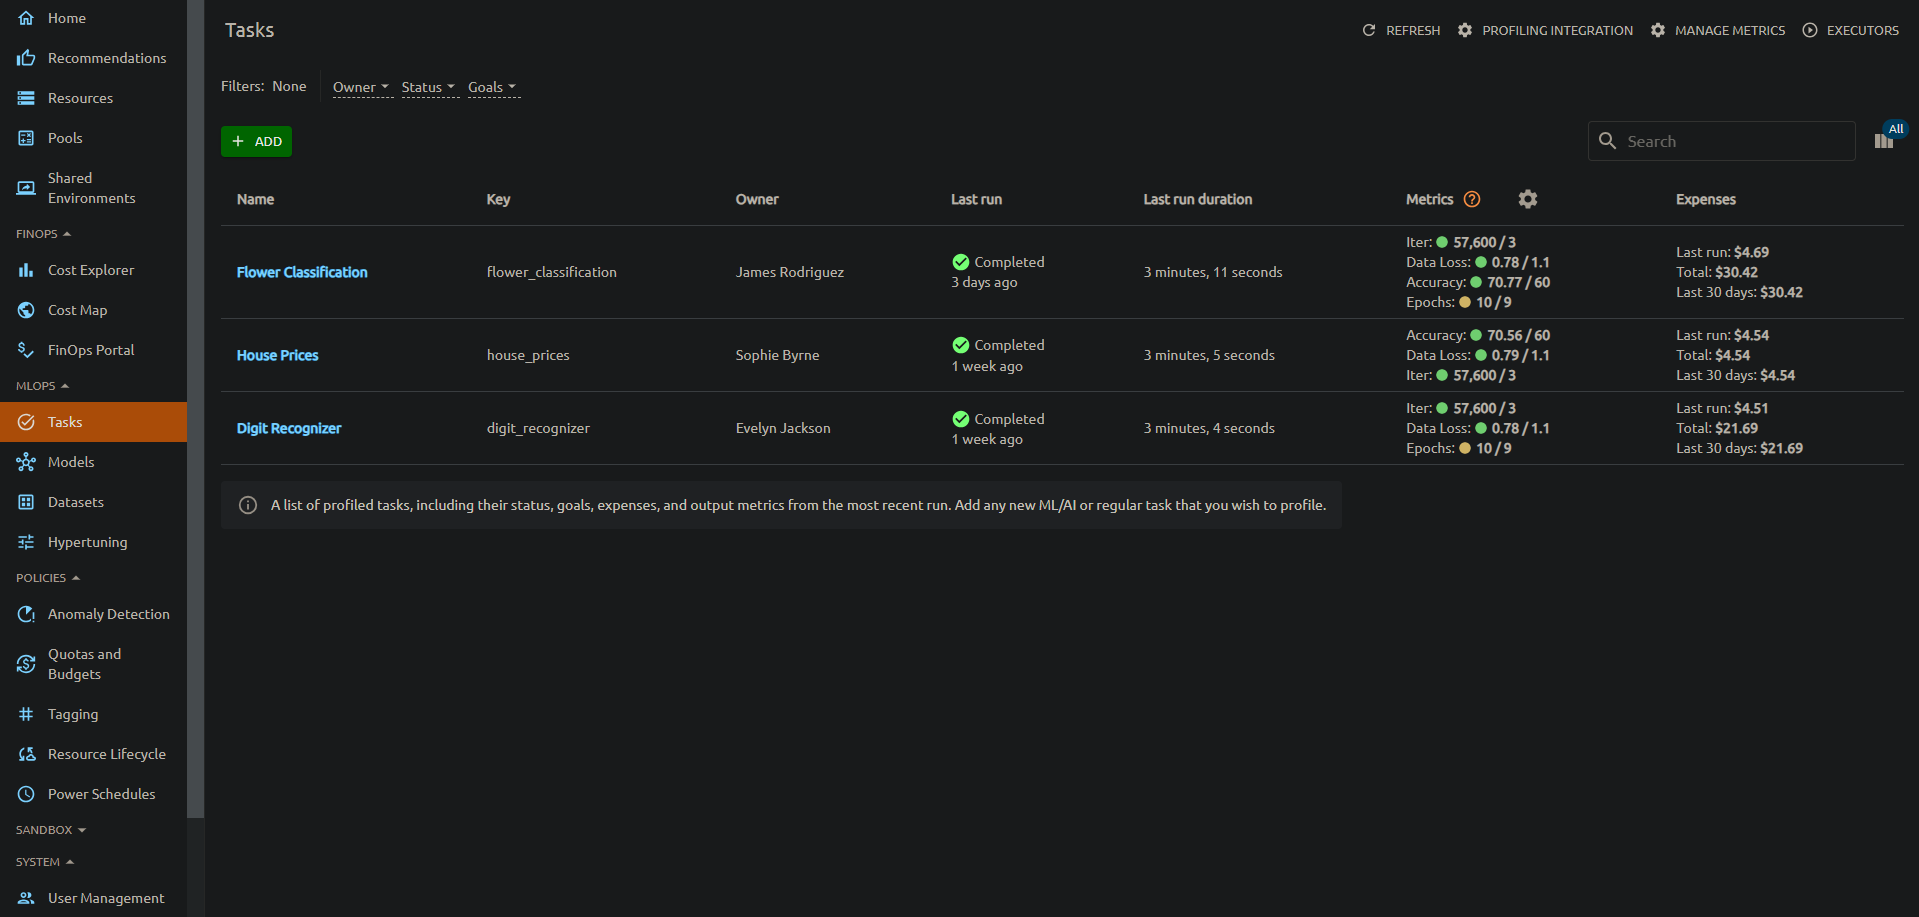 Home
Recommendations
Resources
Pools
Shared
Environments
FINOPS
Cost Explorer
Cost Map
FinOps Portal
MLOPS
Tasks
Models
Datasets
Hypertuning
POLICIES
Anomaly Detection
Quotas and
Budgets
Tagging
Resource Lifecycle
Power Schedules
SANDBOX
SYSTEM
User Management
Tasks
REFRESH PROFILING INTEGRATION MANAGE METRICS EXECUTORS
Filters: None Owner Status Goals
+ ADD
Search
All
Name Key Owner Last run Last run duration Metrics Expenses
Flower Classification
flower_classification
James Rodriguez
Completed
3 days ago
3 minutes, 11 seconds
Iter: 57,600 / 3
Data Loss: 0.78 / 1.1
Accuracy: 70.77 / 60
Epochs: 10 / 9
Last run: $4.69
Total: $30.42
Last 30 days: $30.42
House Prices
house_prices
Sophie Byrne
Completed
1 week ago
3 minutes, 5 seconds
Accuracy: 70.56 / 60
Data Loss: 0.79 / 1.1
Iter: 57,600 / 3
Last run: $4.54
Total: $4.54
Last 30 days: $4.54
Digit Recognizer
digit_recognizer
Evelyn Jackson
Completed
1 week ago
3 minutes, 4 seconds
Iter: 57,600 / 3
Data Loss: 0.78 / 1.1
Epochs: 10 / 9
Last run: $4.51
Total: $21.69
Last 30 days: $21.69
A list of profiled tasks, including their status, goals, expenses, and output metrics from the most recent run. Add any new ML/AI or regular task that you wish to profile.